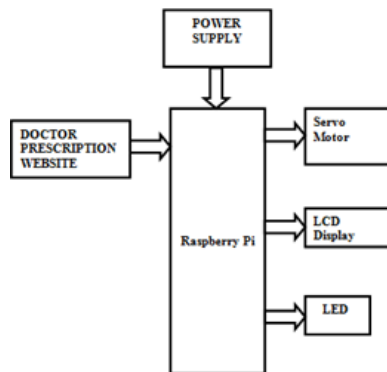 POWER
SUPPLY
DOCTOR
PRESCRIPTION
WEBSITE
Raspberry Pi
Servo
Motor
LCD
Display
LED